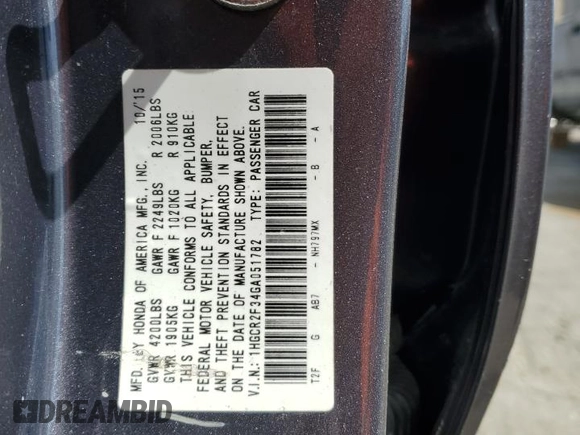 MFD. BY HONDA OF AMERICA MFG., INC. 10/'15
GVWR 4200LBS GAWR F 2249LBS R 2006LBS
GVWR 1905KG GAWR F 1020KG R 910KG
THIS VEHICLE CONFORMS TO ALL APPLICABLE
FEDERAL MOTOR VEHICLE SAFETY, BUMPER,
AND THEFT PREVENTION STANDARDS IN EFFECT
ON THE DATE OF MANUFACTURE SHOWN ABOVE.
V.I.N.: 1HGCR2F34GA051782 TYPE: PASSENGER CAR
T2F G AB7 - NH797MX - B - A
DREAMBID